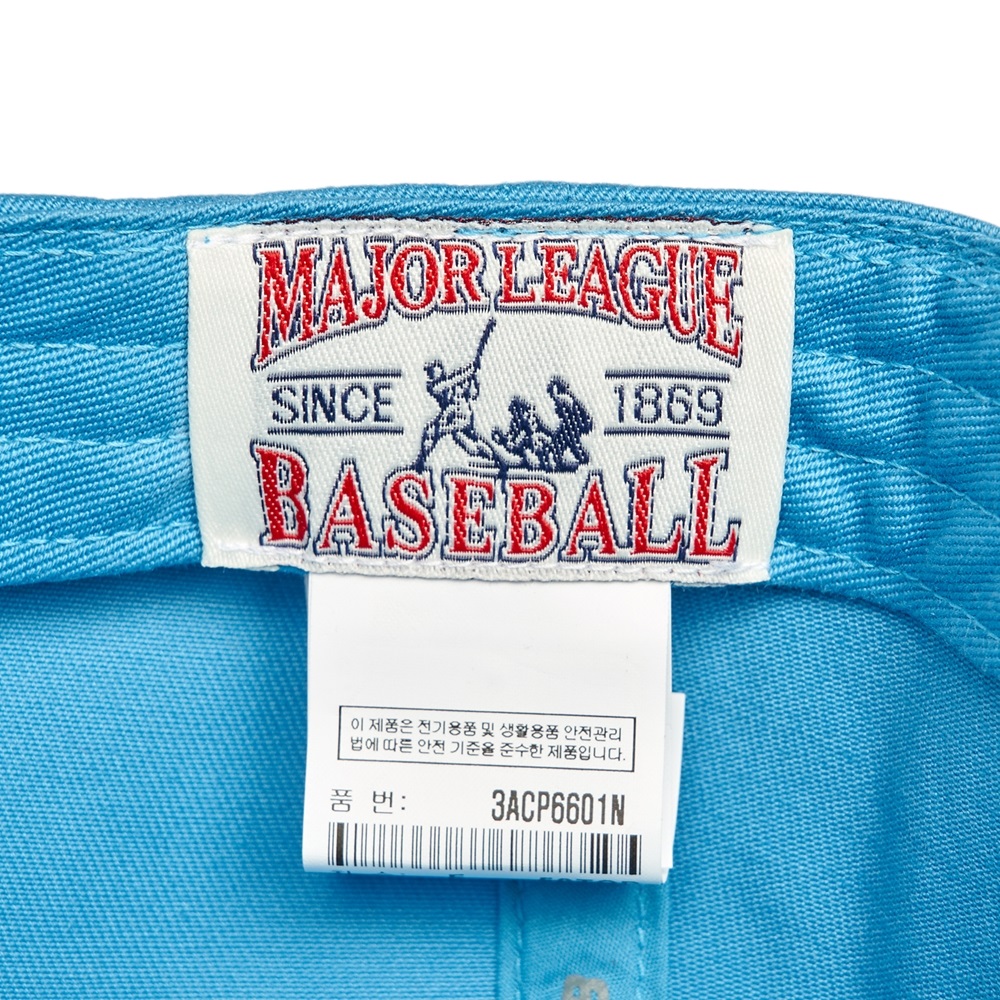 MAJOR LEAGUE
SINCE 1869
BASEBALL
이 제품은 전기용품 및 생활용품 안전관리
법에 따른 안전 기준을 준수한 제품입니다.
품 번: 3ACP6601N